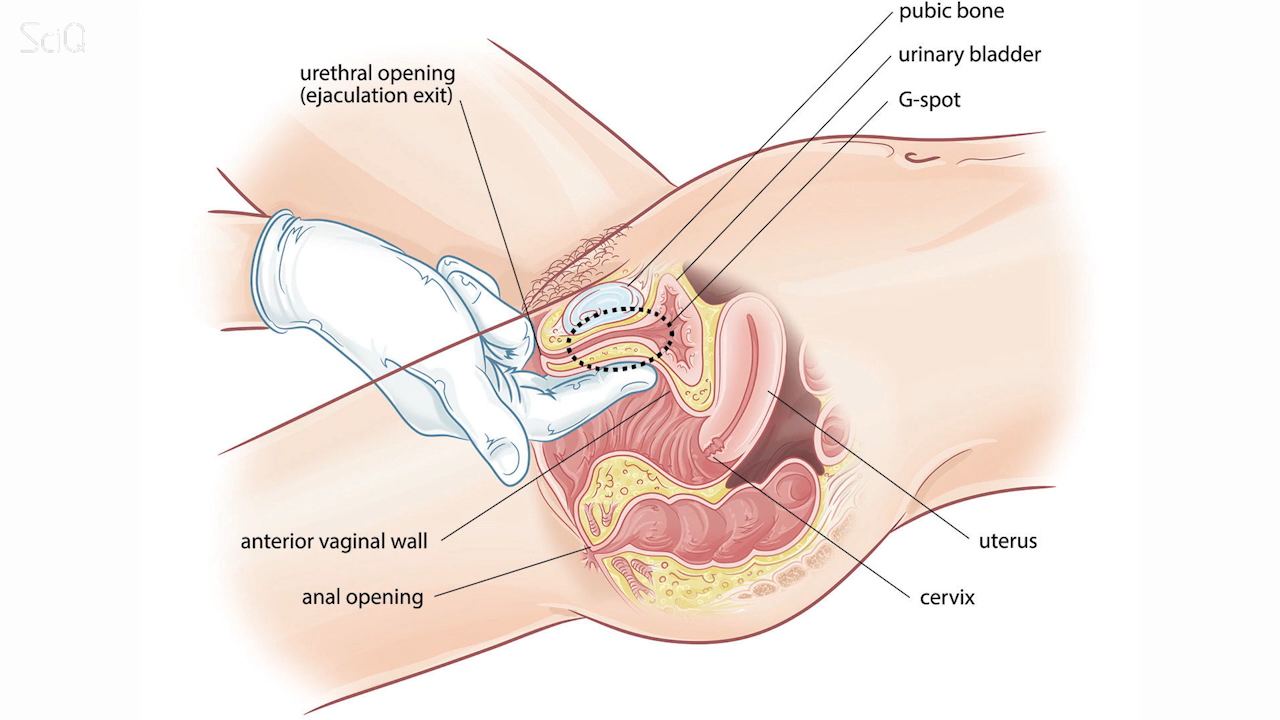 SciQ
pubic bone
urethral opening
(ejaculation exit)
urinary bladder
G-spot
anterior vaginal wall
uterus
anal opening
cervix